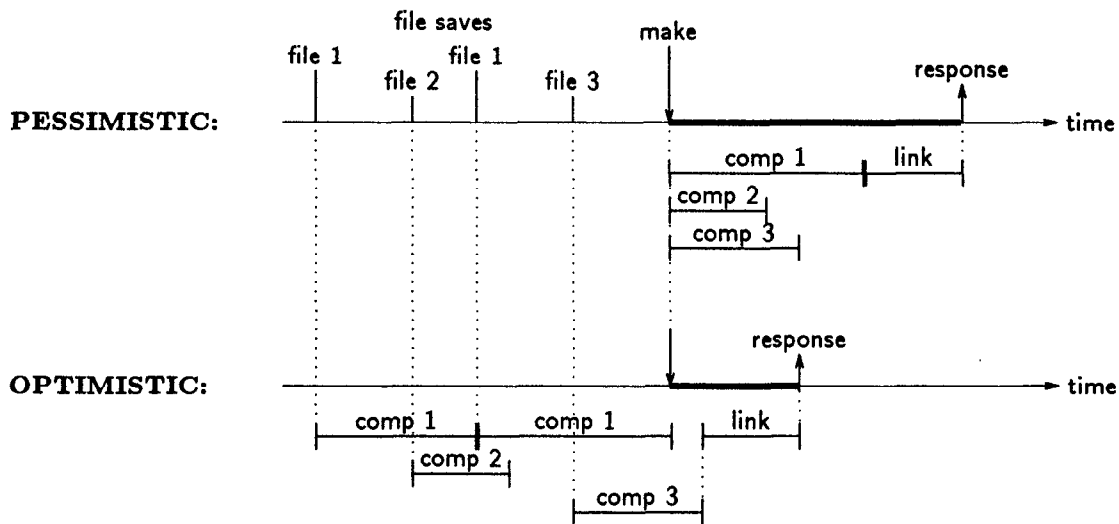 file saves
make
file 1
file 1
file 2
file 3
response
PESSIMISTIC:
time
comp 1
link
comp 2
comp 3
response
OPTIMISTIC:
time
comp 1
comp 1
link
comp 2
comp 3